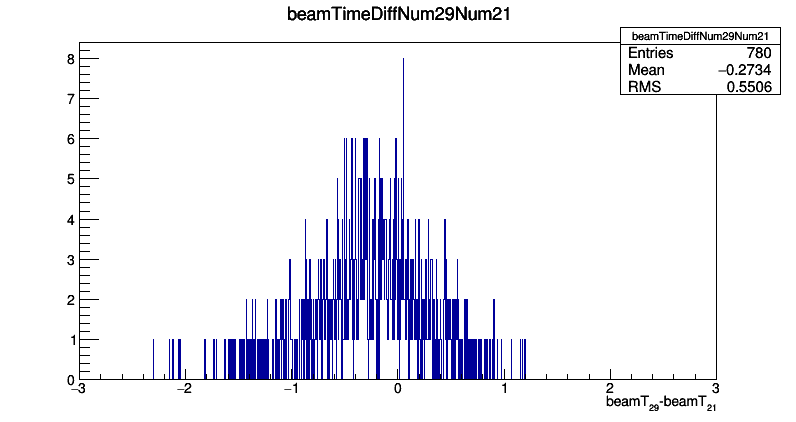 beamTimeDiffNum29Num21
beamTimeDiffNum29Num21
Entries 780
Mean −0.2734
RMS 0.5506
8
7
6
5
4
3
2
1
0
−3 −2 −1 0 1 2 3
beamT29-beamT21